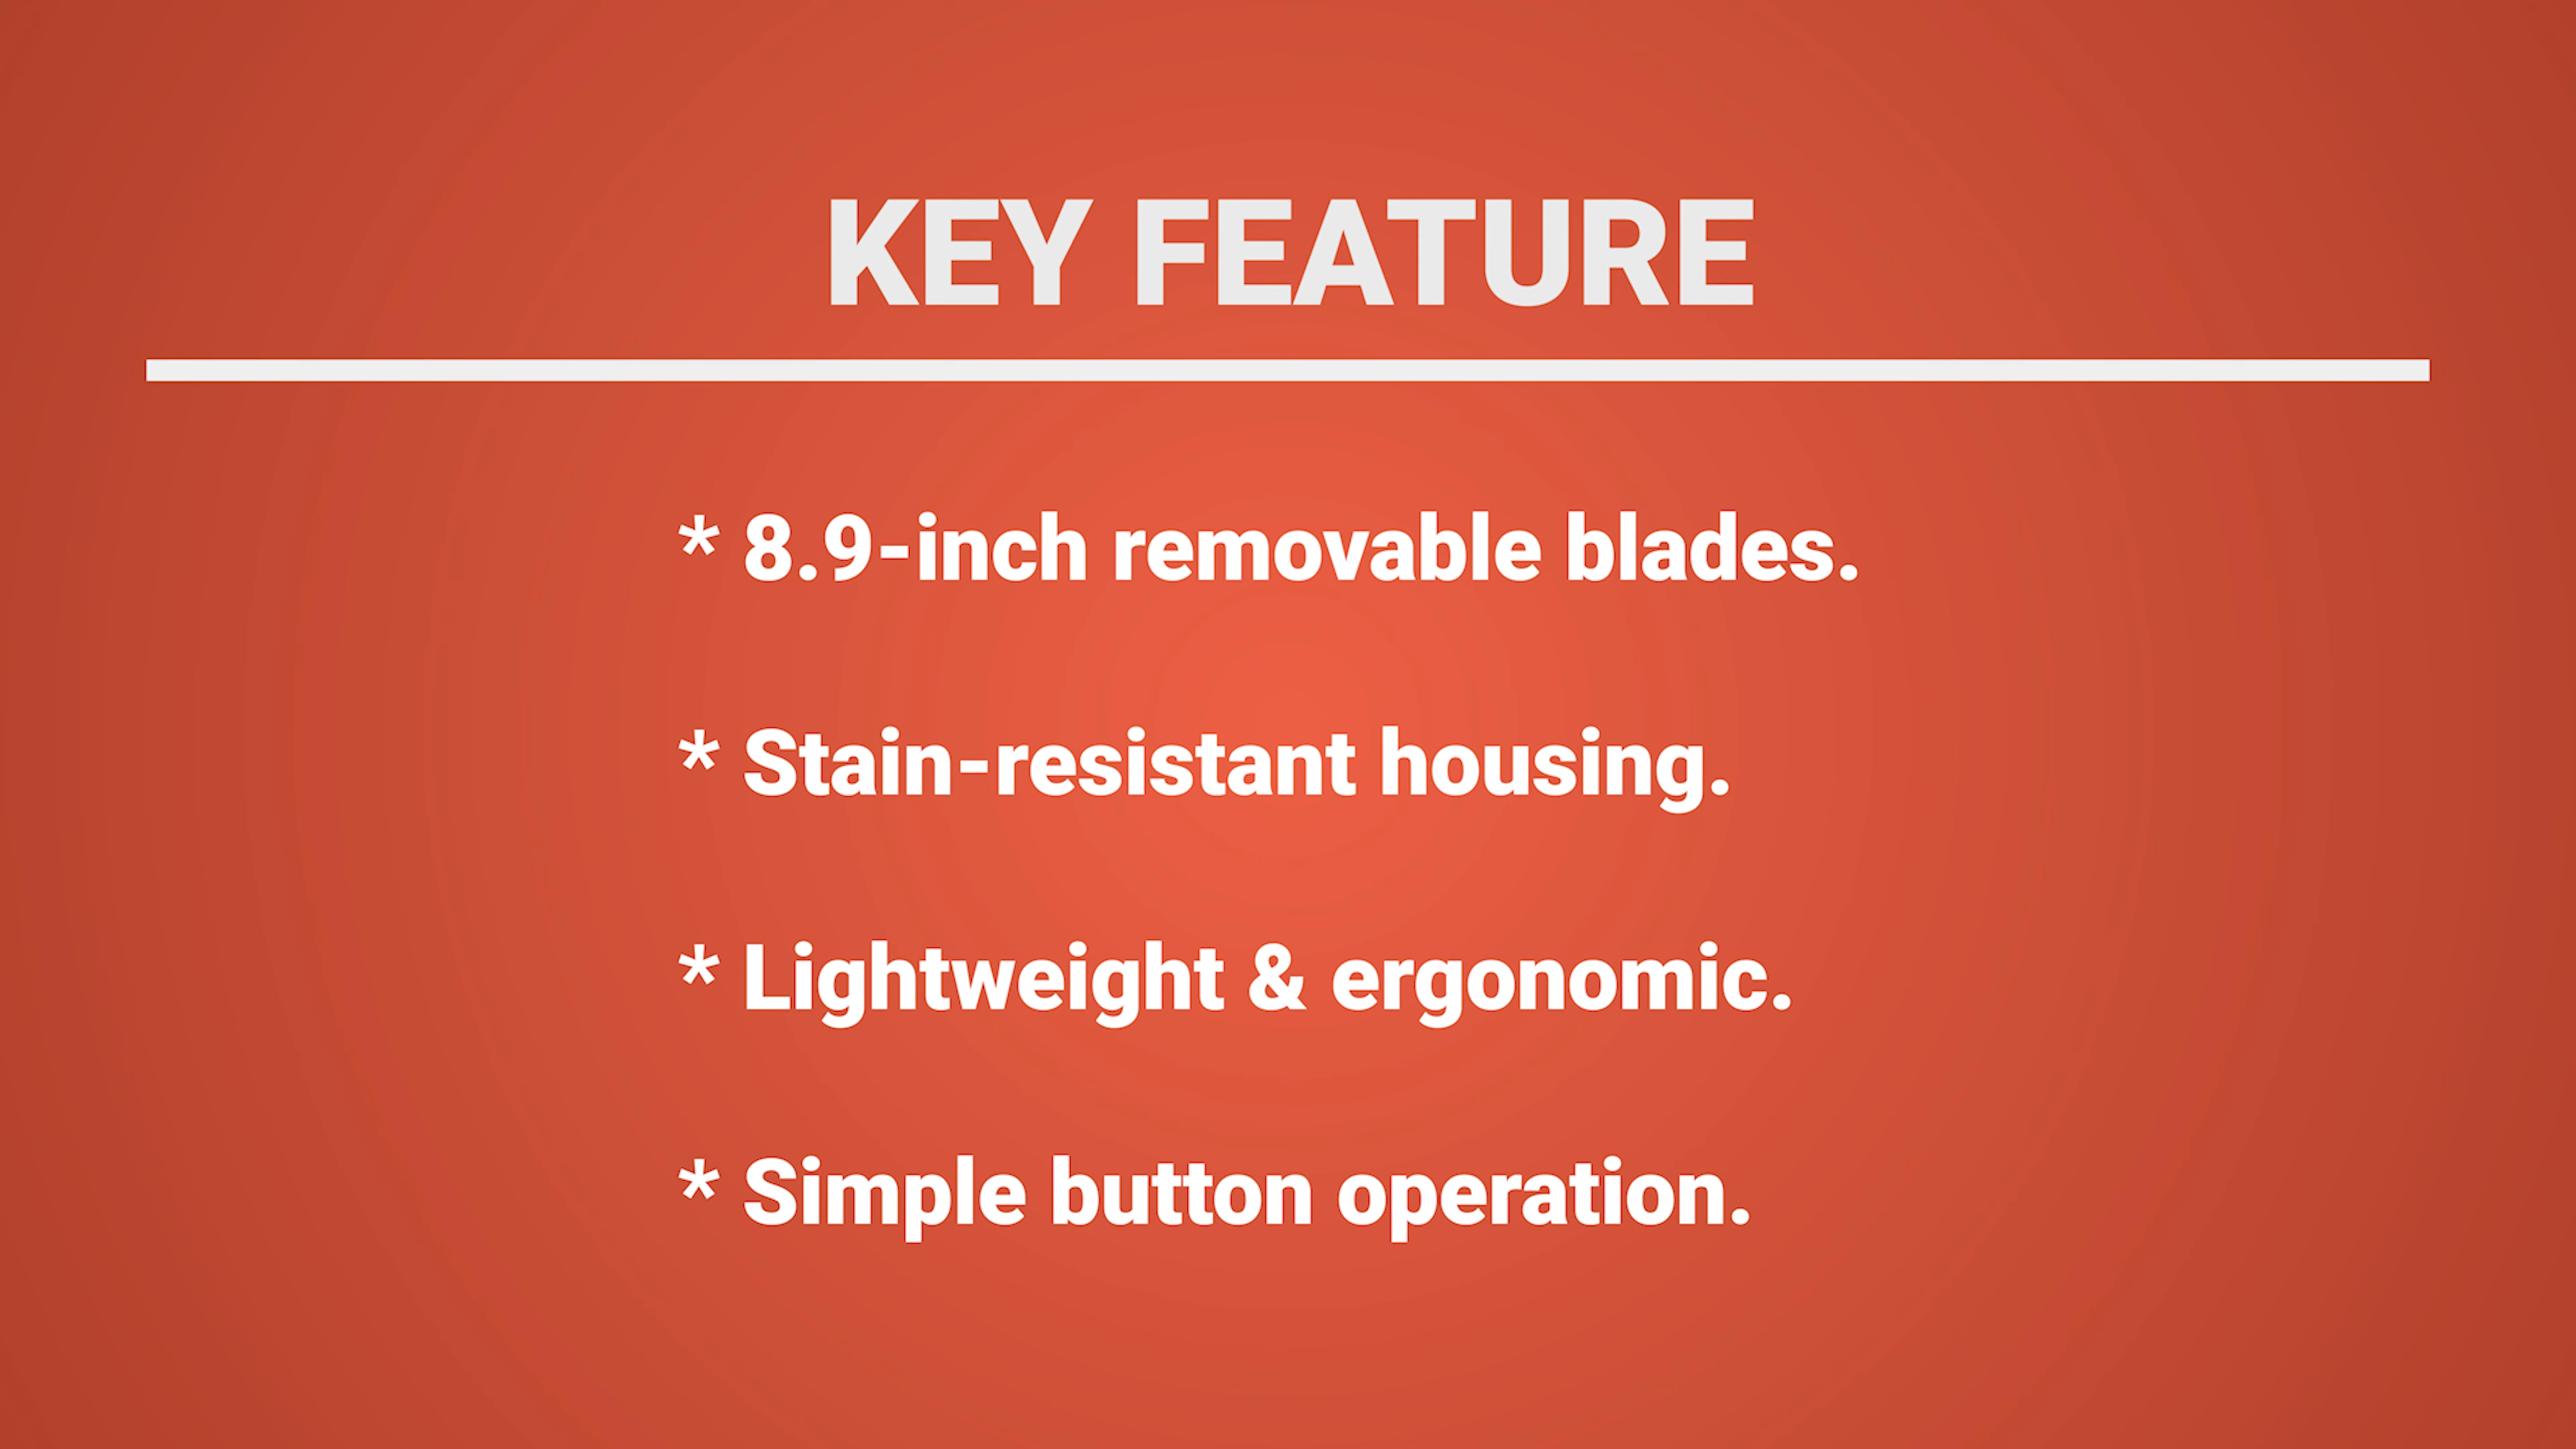 KEY FEATURE
* 8.9-inch removable blades.
* Stain-resistant housing.
* Lightweight & ergonomic.
* Simple button operation.